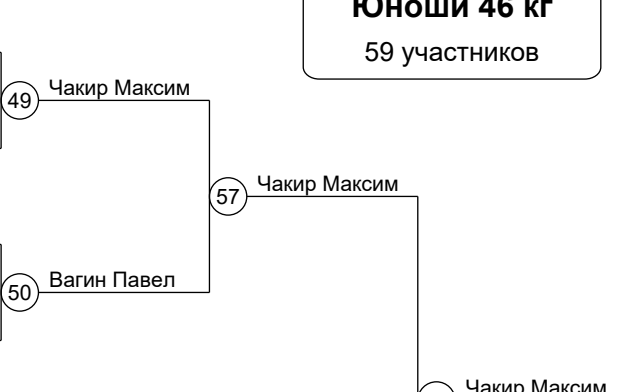 Юноши 46 кг
59 участников
49 Чакир Максим
57 Чакир Максим
50 Вагин Павел
Чакир Максим